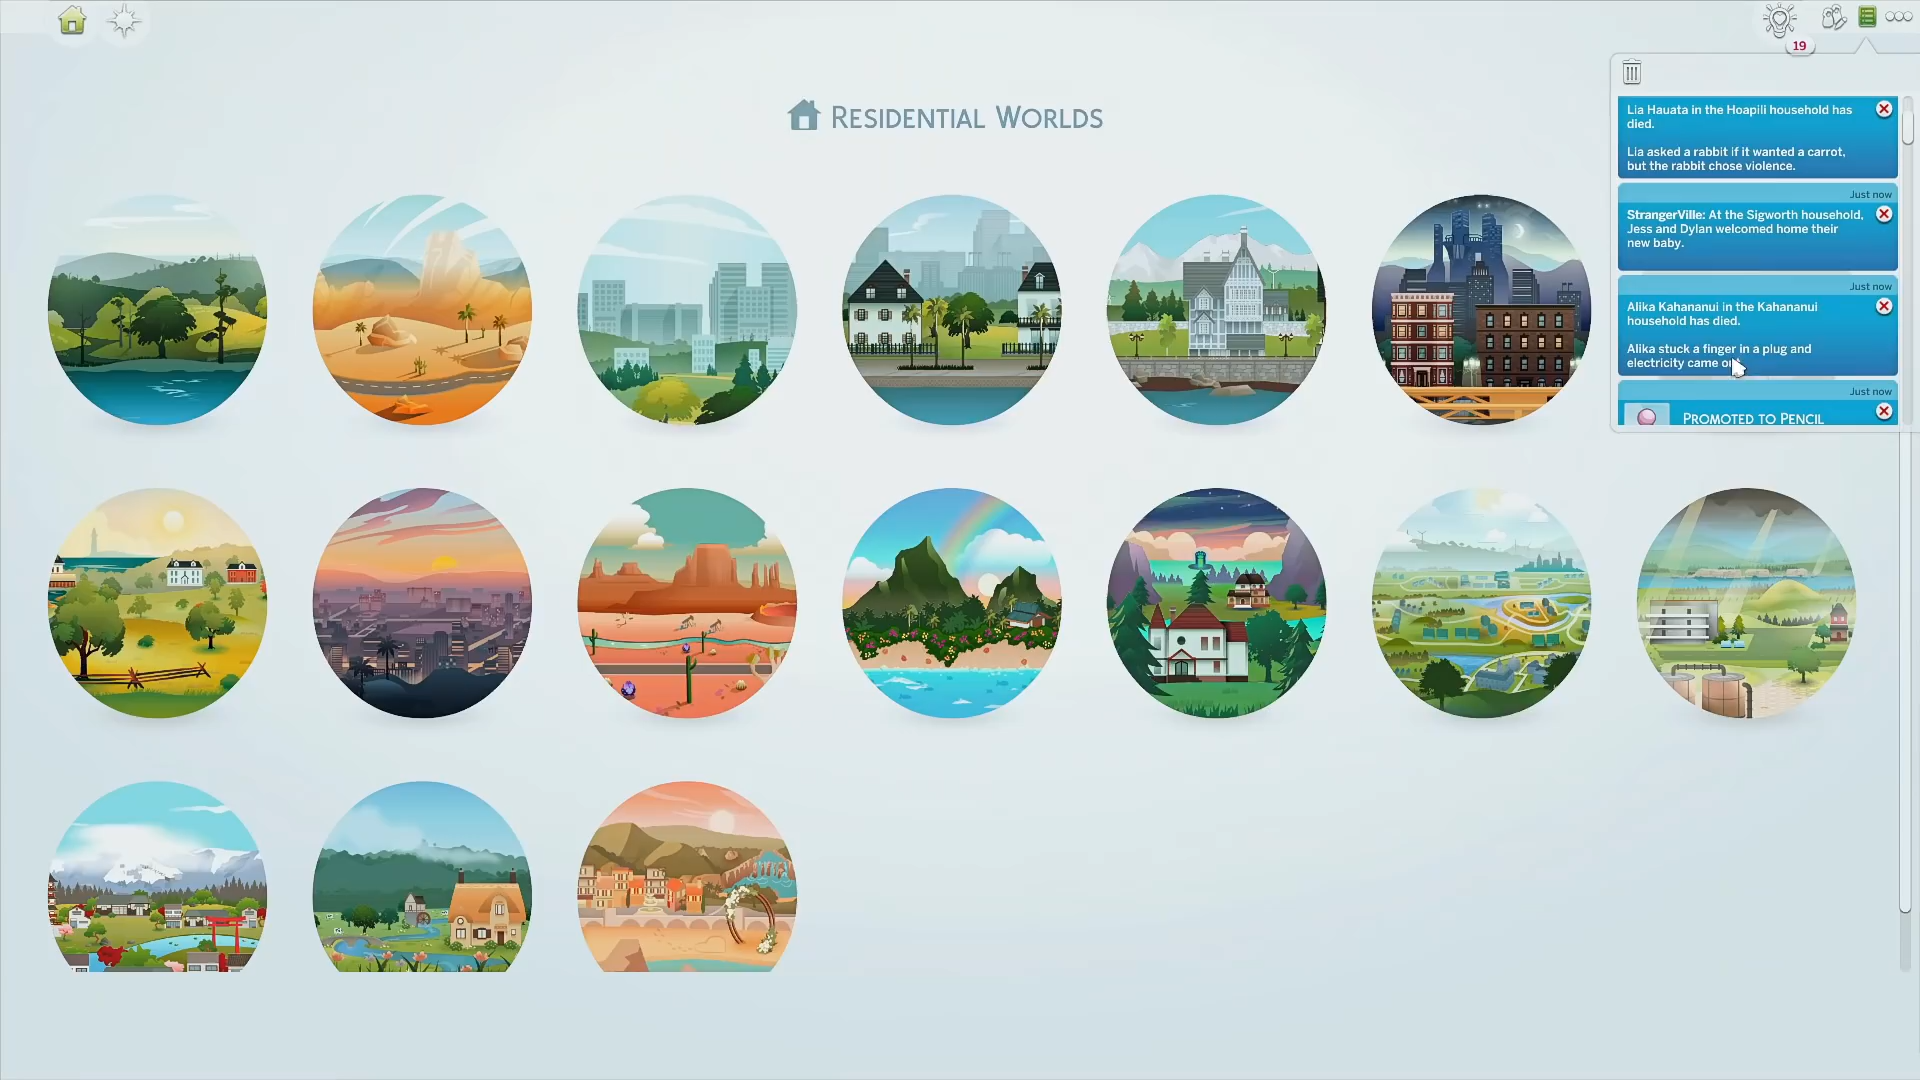 19
RESIDENTIAL WORLDS
Lia Hauata in the Hoapili household has
died.
Lia asked a rabbit if it wanted a carrot,
but the rabbit chose violence.
Just now
StrangerVille: At the Sigworth household,
Jess and Dylan welcomed home their
new baby.
Just now
Alika Kahananui in the Kahananui
household has died.
Alika stuck a finger in a plug and
electricity came
Just now
PROMOTED TO PENCIL